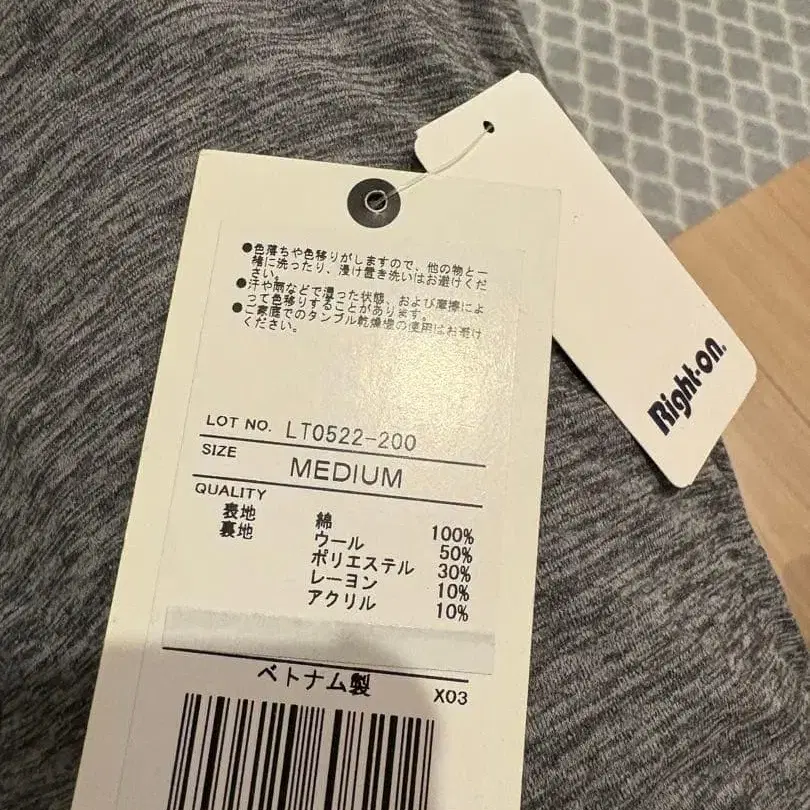 ●色落ちや色移りがしますので、他の物と一
緒に洗ったり、浸け置き洗いはお避けくだ
さい。
●汗や雨などで湿った状態、および摩擦によ
って色移りすることがあります。
●ご家庭でのタンブル乾燥機の使用はお避け
ください。
LOT NO. LT0522-200
SIZE MEDIUM
QUALITY
表地 綿 100%
裏地 ウール 50%
ポリエステル 30%
レーヨン 10%
アクリル 10%
ベトナム製 X03
Right-on.